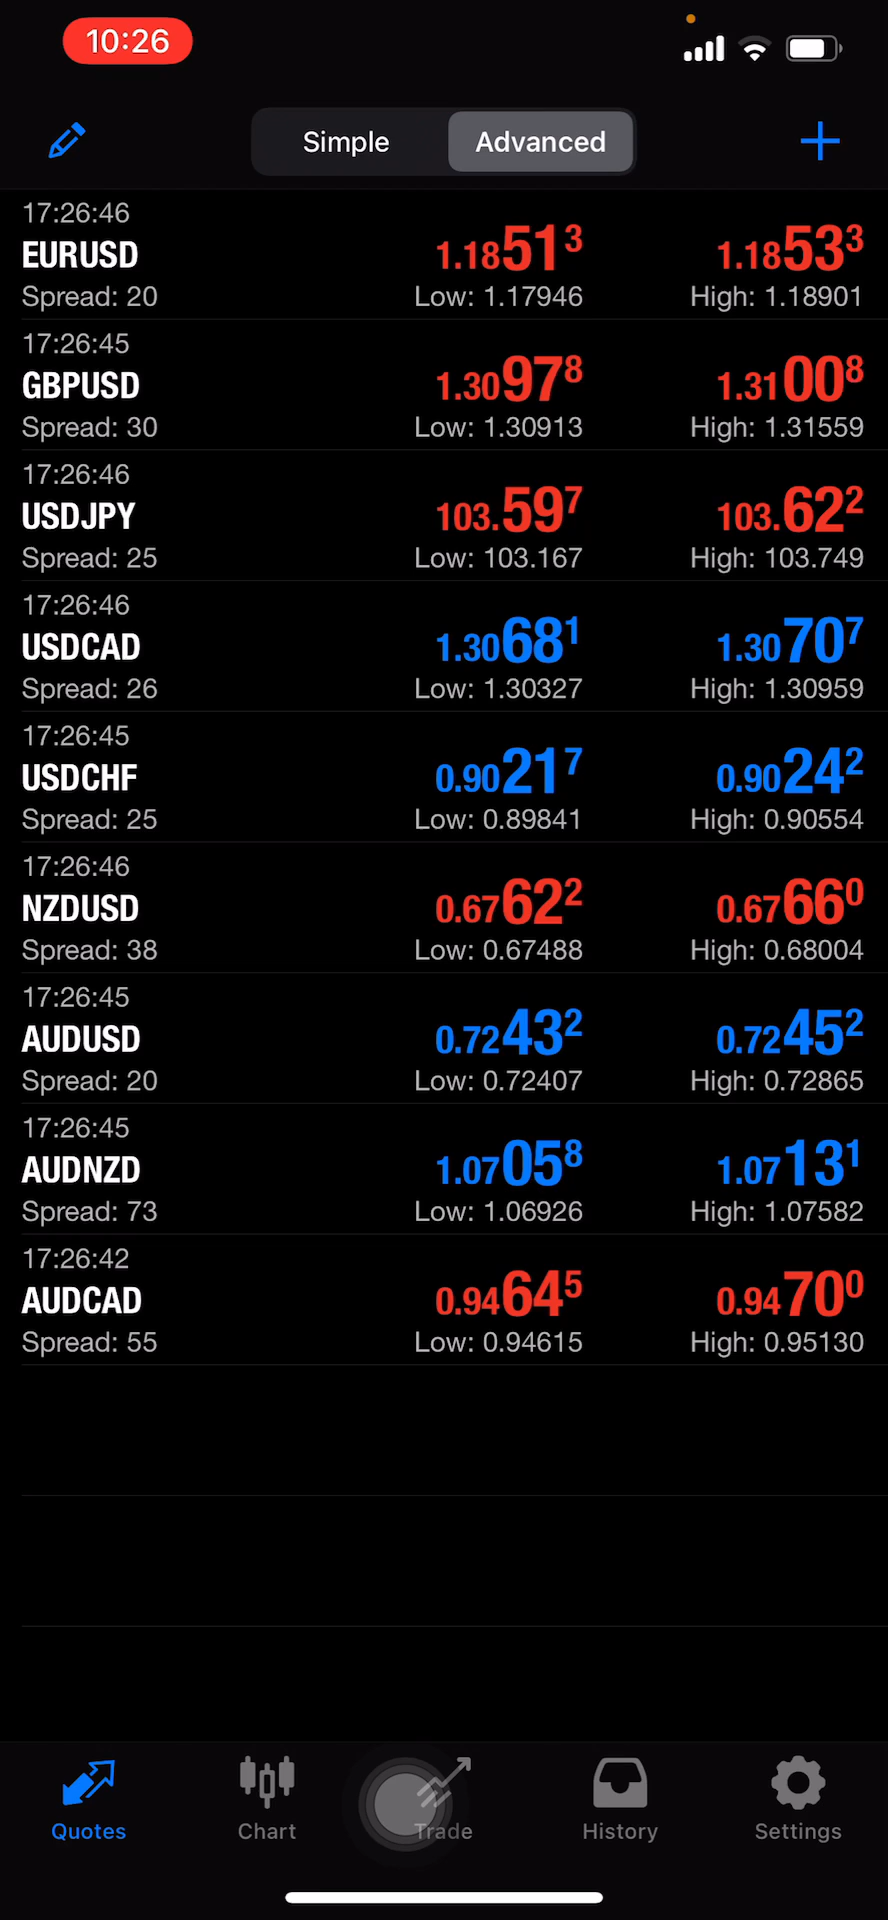 10:26
Simple Advanced
17:26:46
EURUSD 1.18513 1.18533
Spread: 20 Low: 1.17946 High: 1.18901
17:26:45
GBPUSD 1.30978 1.31008
Spread: 30 Low: 1.30913 High: 1.31559
17:26:46
USDJPY 103.597 103.622
Spread: 25 Low: 103.167 High: 103.749
17:26:46
USDCAD 1.30681 1.30707
Spread: 26 Low: 1.30327 High: 1.30959
17:26:45
USDCHF 0.90217 0.90242
Spread: 25 Low: 0.89841 High: 0.90554
17:26:46
NZDUSD 0.67622 0.67660
Spread: 38 Low: 0.67488 High: 0.68004
17:26:45
AUDUSD 0.72432 0.72452
Spread: 20 Low: 0.72407 High: 0.72865
17:26:45
AUDNZD 1.07058 1.07131
Spread: 73 Low: 1.06926 High: 1.07582
17:26:42
AUDCAD 0.94645 0.94700
Spread: 55 Low: 0.94615 High: 0.95130
Quotes Chart Trade History Settings